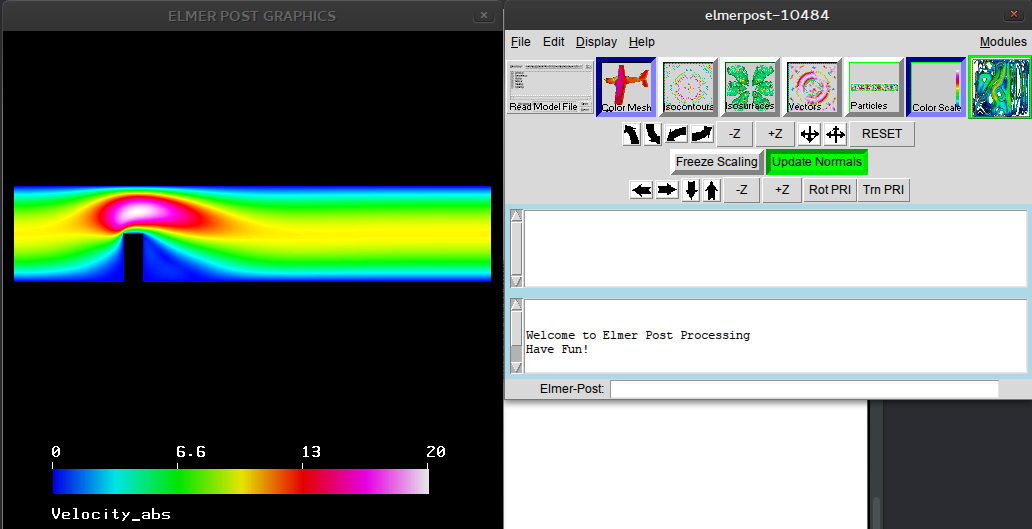 ELMER POST GRAPHICS
elmerpost-10484
File Edit Display Help Modules
Read Model File Color Mesh Isocontours Isosurfaces Vectors Particles Color Scale
-Z +Z RESET
Freeze Scaling Update Normals
-Z +Z Rot PRI Trn PRI
Welcome to Elmer Post Processing
Have Fun!
Elmer-Post:
0 6.6 13 20
Velocity_abs